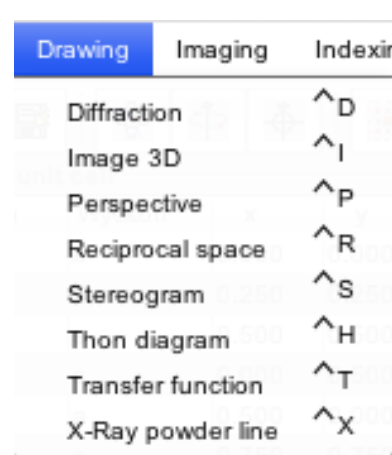 Drawing Imaging Indexin
Diffraction ^D
Image 3D ^I
Perspective ^P
Reciprocal space ^R
Stereogram ^S
Thon diagram ^H
Transfer function ^T
X-Ray powder line ^X